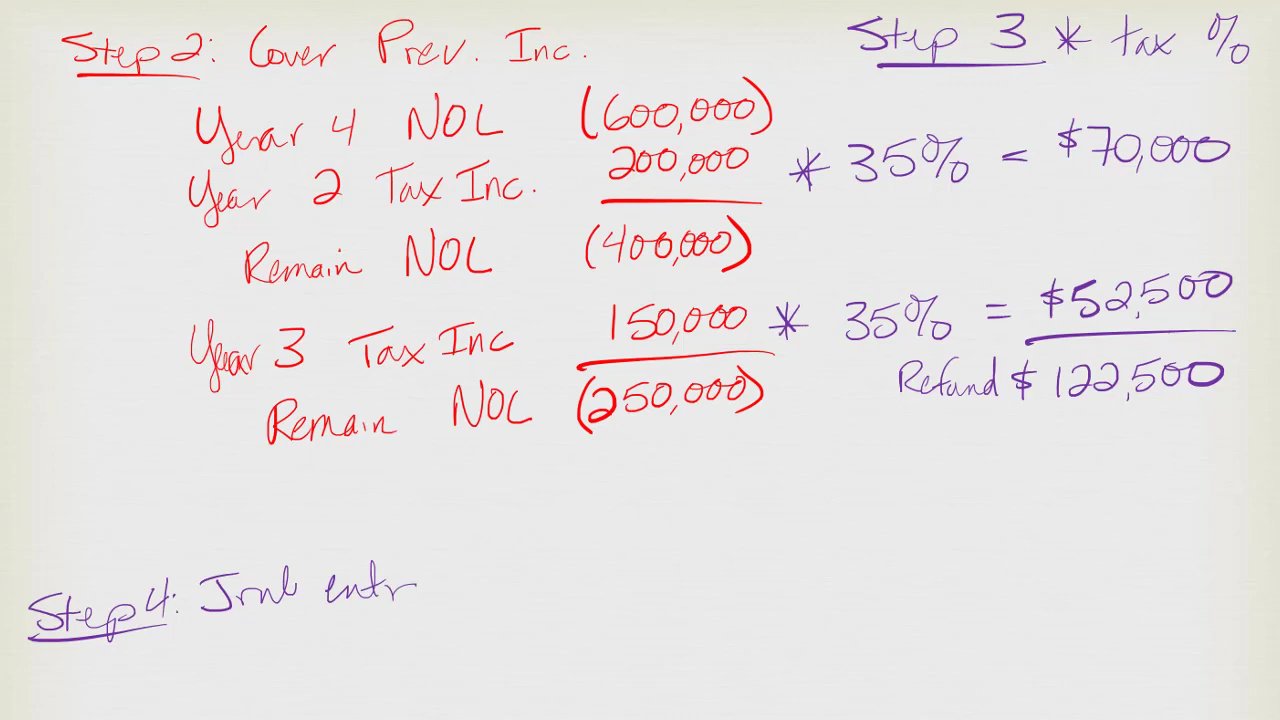 Step 2: Cover Prev. Inc.
Step 3 * tax %
Year 4 NOL (600,000)
Year 2 Tax Inc. 200,000 * 35% = $70,000
Remain NOL (400,000)
Year 3 Tax Inc 150,000 * 35% = $52,500
Remain NOL (250,000)
Refund $ 122,500
Step 4: Jrnl entr